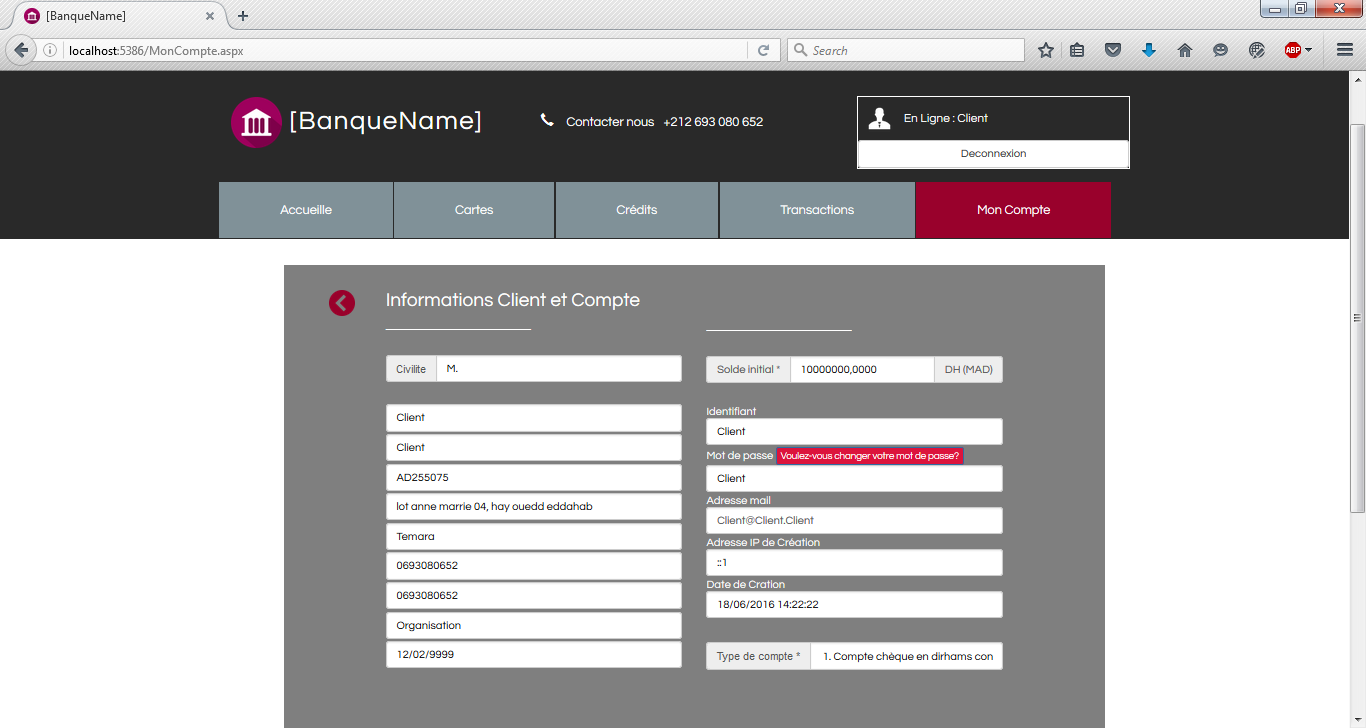 [BanqueName]
localhost:5386/MonCompte.aspx
Search
ABP
[BanqueName]
Contacter nous +212 693 080 652
En Ligne : Client
Deconnexion
Accueille
Cartes
Crédits
Transactions
Mon Compte
Informations Client et Compte
Civilite
M.
Client
Client
AD255075
lot anne marrie 04, hay ouedd eddahab
Temara
0693080652
0693080652
Organisation
12/02/9999
Solde initial *
10000000,0000
DH (MAD)
Identifiant
Client
Mot de passe Voulez-vous changer votre mot de passe?
Client
Adresse mail
Client@Client.Client
Adresse IP de Création
::1
Date de Cration
18/06/2016 14:22:22
Type de compte *
1. Compte chèque en dirhams con